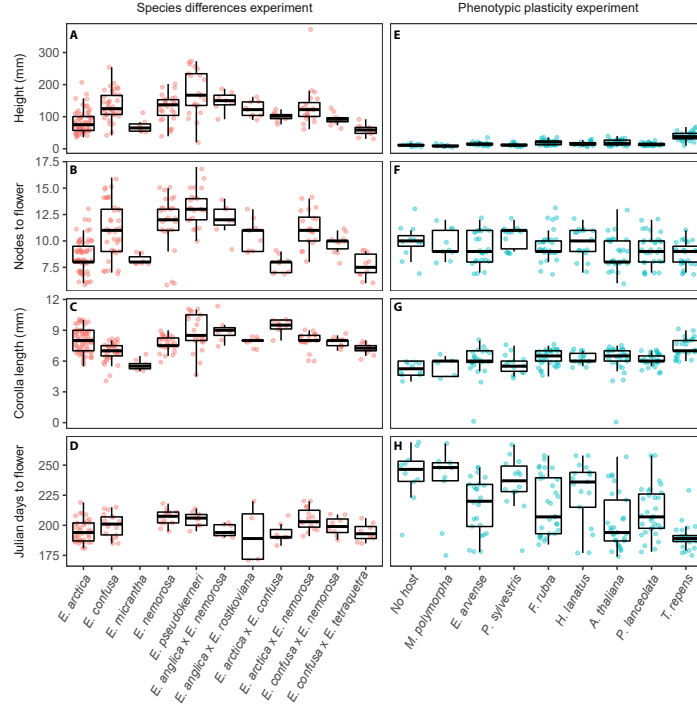 Species differences experiment
Phenotypic plasticity experiment
A
E
Height (mm)
300
200
100
0
B
F
Nodes to flower
17.5
15.0
12.5
10.0
7.5
C
G
Corolla length (mm)
12
9
6
3
0
D
H
Julian days to flower
250
225
200
175
E. arctica
E. confusa
E. micrantha
E. nemorosa
E. pseudokerneri
E. anglica x E. nemorosa
E. anglica x E. rostkoviana
E. arctica x E. confusa
E. arctica x E. nemorosa
E. confusa x E. nemorosa
E. confusa x E. tetraquetra
No host
M. polymorpha
E. arvense
P. sylvestris
F. rubra
H. lanatus
A. thaliana
P. lanceolata
T. repens